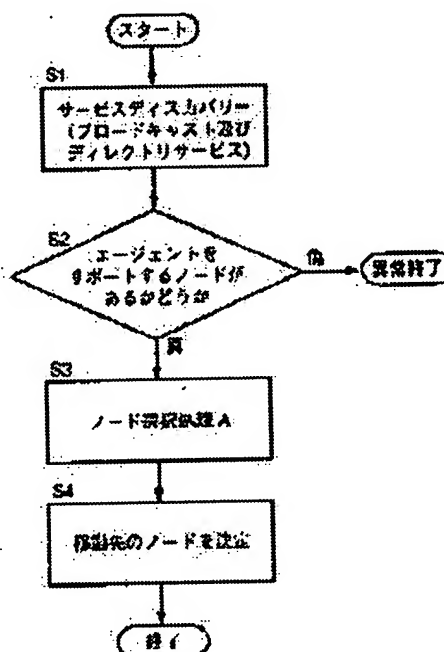 スタート
S1
サービスディスカバリー
(ブロードキャスト及び
ディレクトリサービス)
S2
エージェントを
サポートするノードが
あるかどうか
偽
異常終了
真
S3
ノード選択処理A
S4
移動先のノードを決定
終了